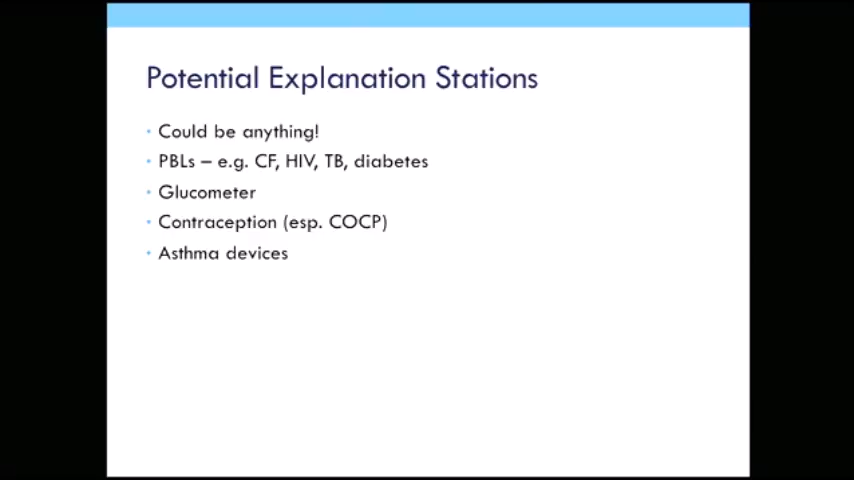 Potential Explanation Stations
• Could be anything!
• PBLs – e.g. CF, HIV, TB, diabetes
• Glucometer
• Contraception (esp. COCP)
• Asthma devices